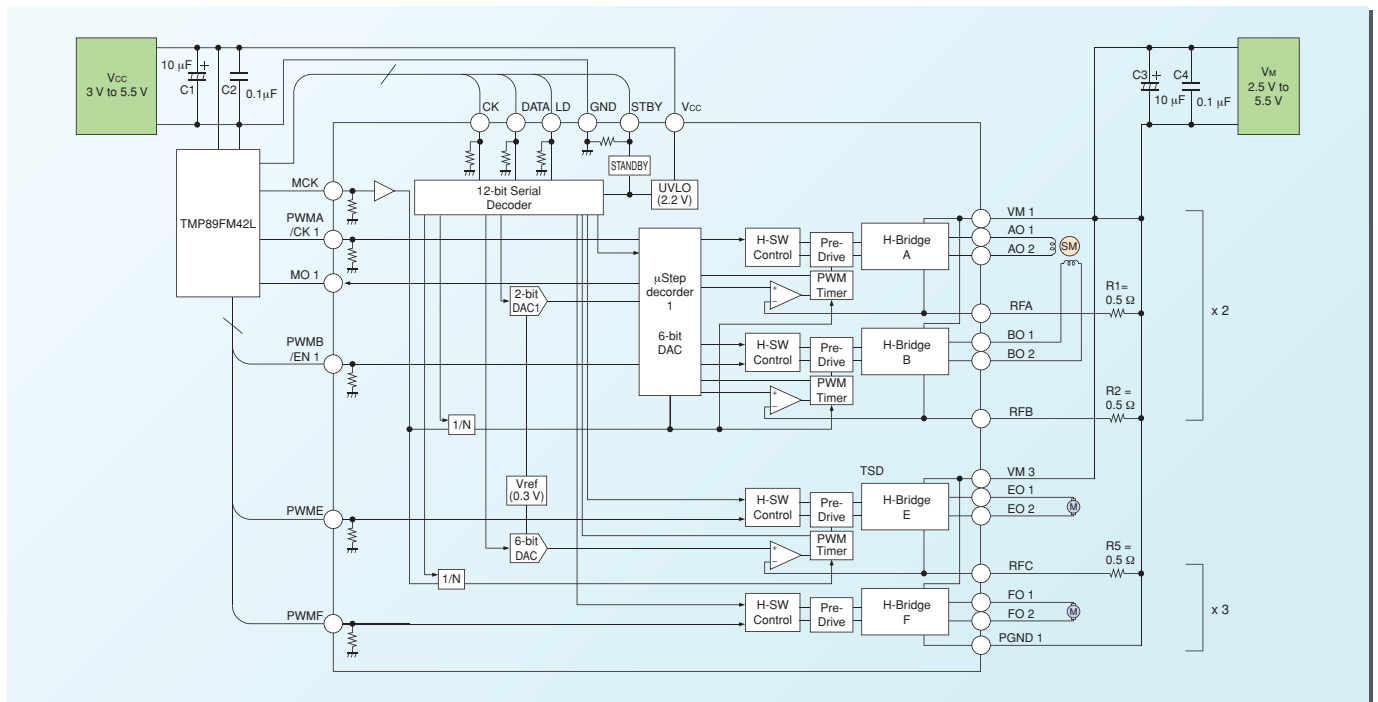 VCC
3 V to 5.5 V
10 μF
+
C1
C2
0.1μF
CK
DATA
LD
GND
STBY
VCC
C3
+
10 μF
C4
0.1 μF
VM
2.5 V to
5.5 V
STANDBY
12-bit Serial
Decoder
UVLO
(2.2 V)
TMP89FM42L
MCK
PWMA
/CK 1
MO 1
PWMB
/EN 1
PWME
PWMF
2-bit
DAC1
μStep
decorder
1
6-bit
DAC
H-SW
Control
Pre-
Drive
H-Bridge
A
PWM
Timer
+
−
VM 1
AO 1
AO 2
SM
RFA
R1=
0.5 Ω
x 2
H-SW
Control
Pre-
Drive
H-Bridge
B
PWM
Timer
+
−
BO 1
BO 2
RFB
R2 =
0.5 Ω
1/N
Vref
(0.3 V)
6-bit
DAC
1/N
TSD
H-SW
Control
Pre-
Drive
H-Bridge
E
PWM
Timer
+
−
VM 3
EO 1
EO 2
M
RFC
R5 =
0.5 Ω
H-SW
Control
Pre-
Drive
H-Bridge
F
FO 1
FO 2
M
PGND 1
x 3